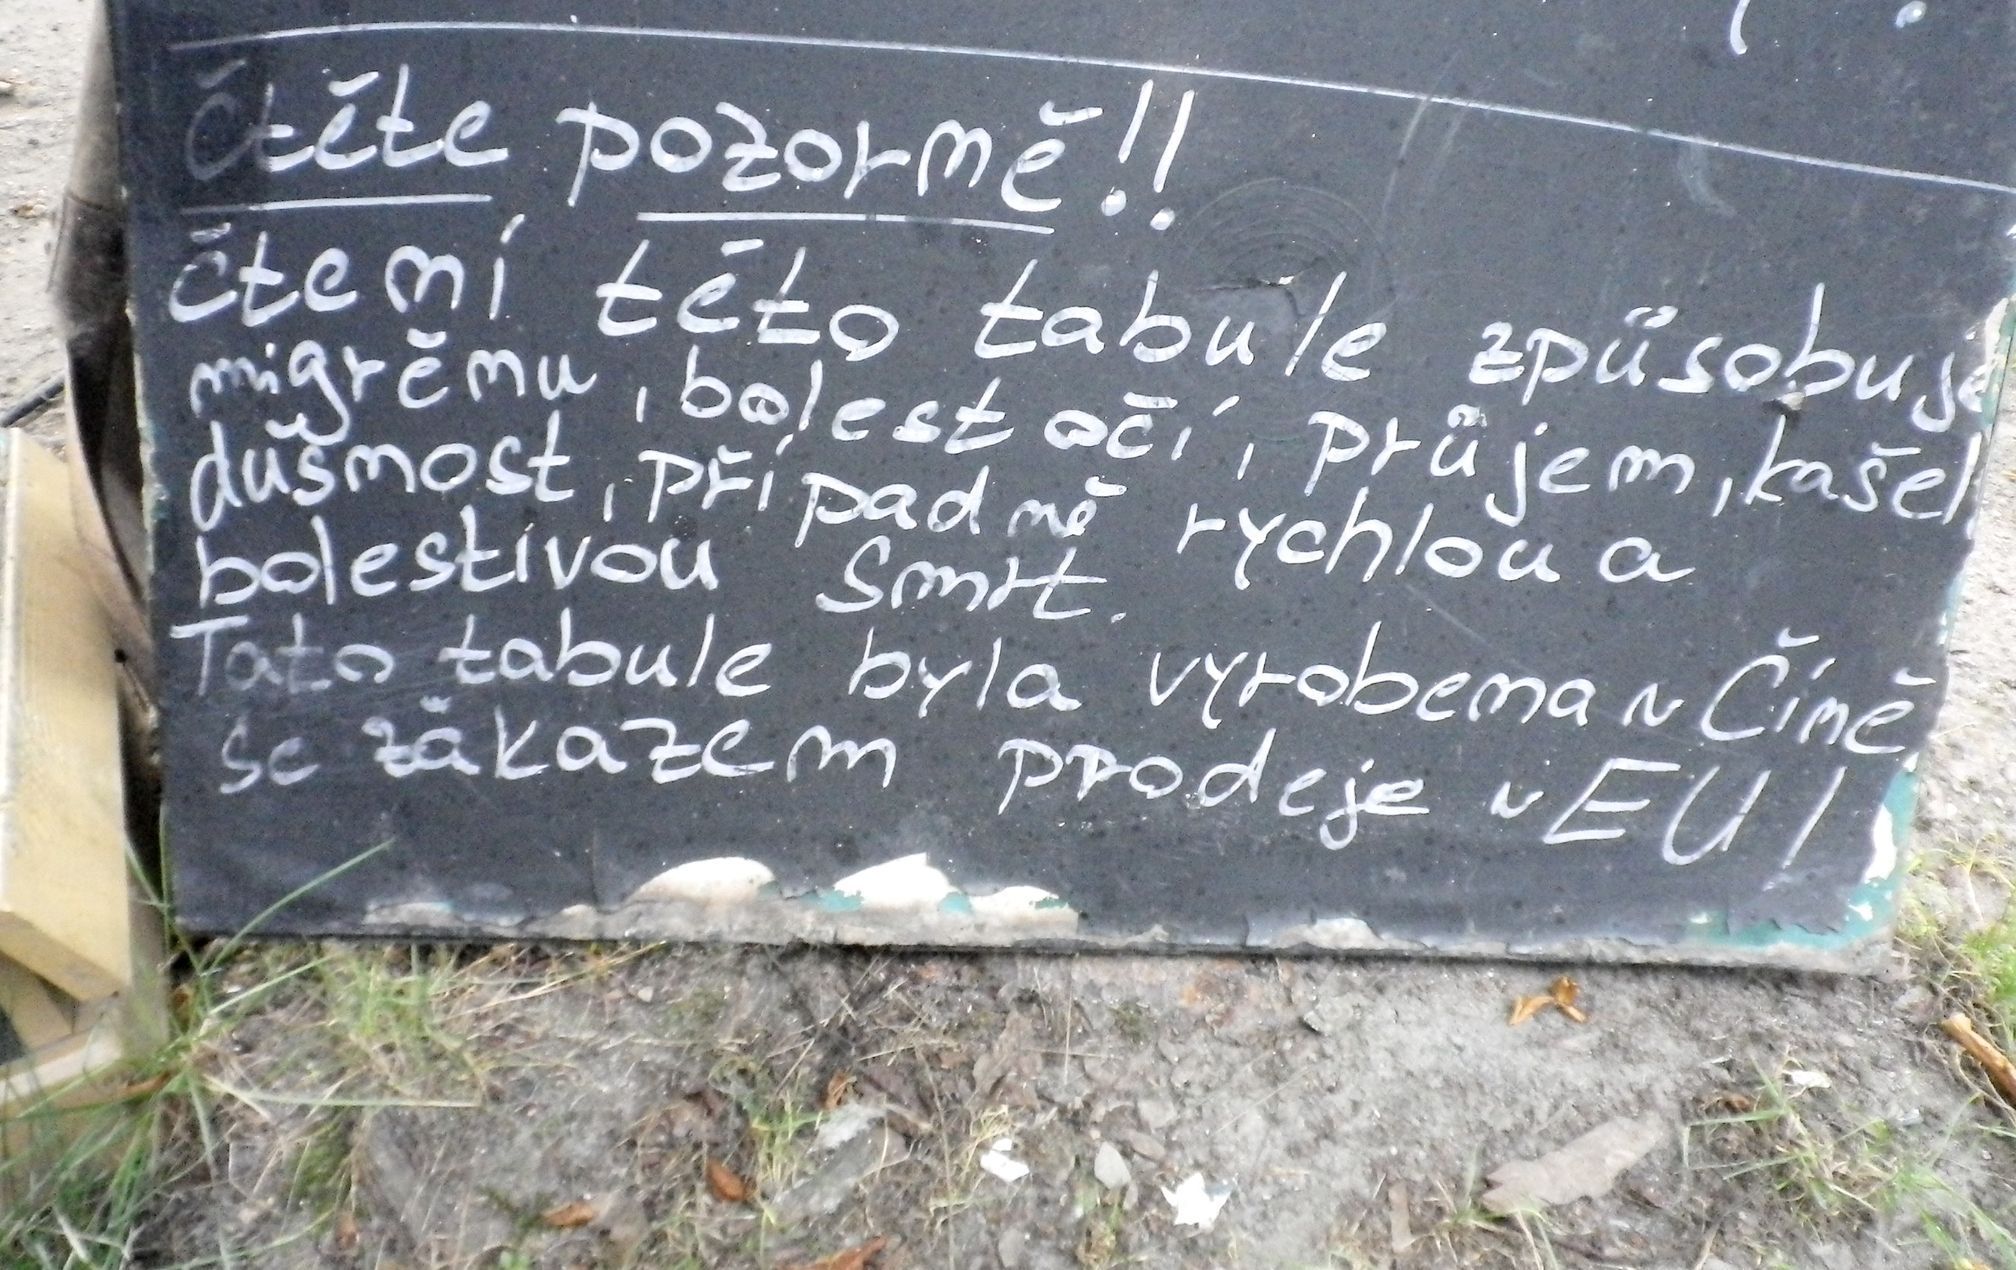 Čtěte pozorně!!
Čtení této tabule způsobuje
migrénu, bolest očí, průjem, kašel,
dušnost, případně rychlou a
bolestivou smrt.
Tato tabule byla vyrobena v Číně
se zákazem prodeje v EU!